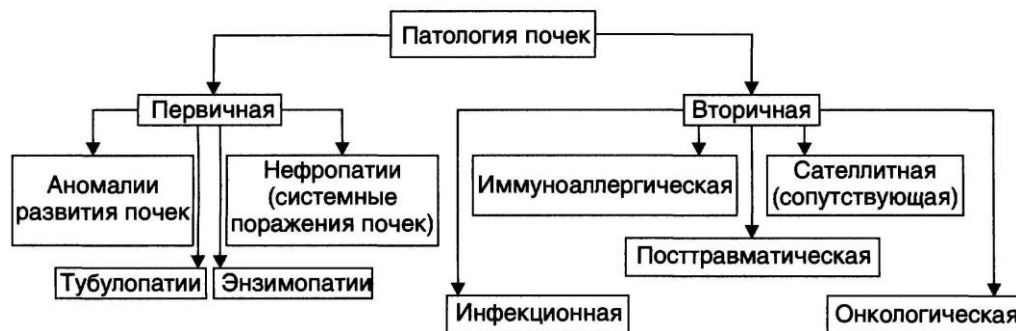 Патология почек
Первичная
Вторичная
Аномалии
развития почек
Нефропатии
(системные
поражения почек)
Иммуноаллергическая
Сателлитная
(сопутствующая)
Посттравматическая
Тубулопатии
Энзимопатии
Инфекционная
Онкологическая